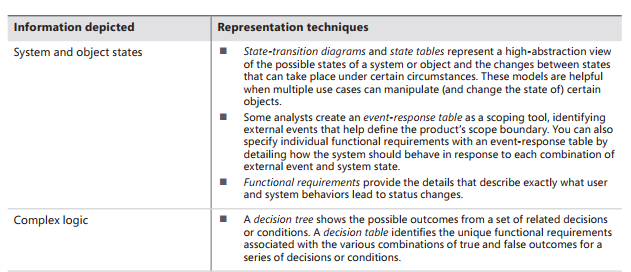 Information depicted Representation techniques
System and object states ■ State-transition diagrams and state tables represent a high-abstraction view
of the possible states of a system or object and the changes between states
that can take place under certain circumstances. These models are helpful
when multiple use cases can manipulate (and change the state of) certain
objects.
■ Some analysts create an event-response table as a scoping tool, identifying
external events that help define the product's scope boundary. You can also
specify individual functional requirements with an event-response table by
detailing how the system should behave in response to each combination of
external event and system state.
■ Functional requirements provide the details that describe exactly what user
and system behaviors lead to status changes.
Complex logic ■ A decision tree shows the possible outcomes from a set of related decisions
or conditions. A decision table identifies the unique functional requirements
associated with the various combinations of true and false outcomes for a
series of decisions or conditions.